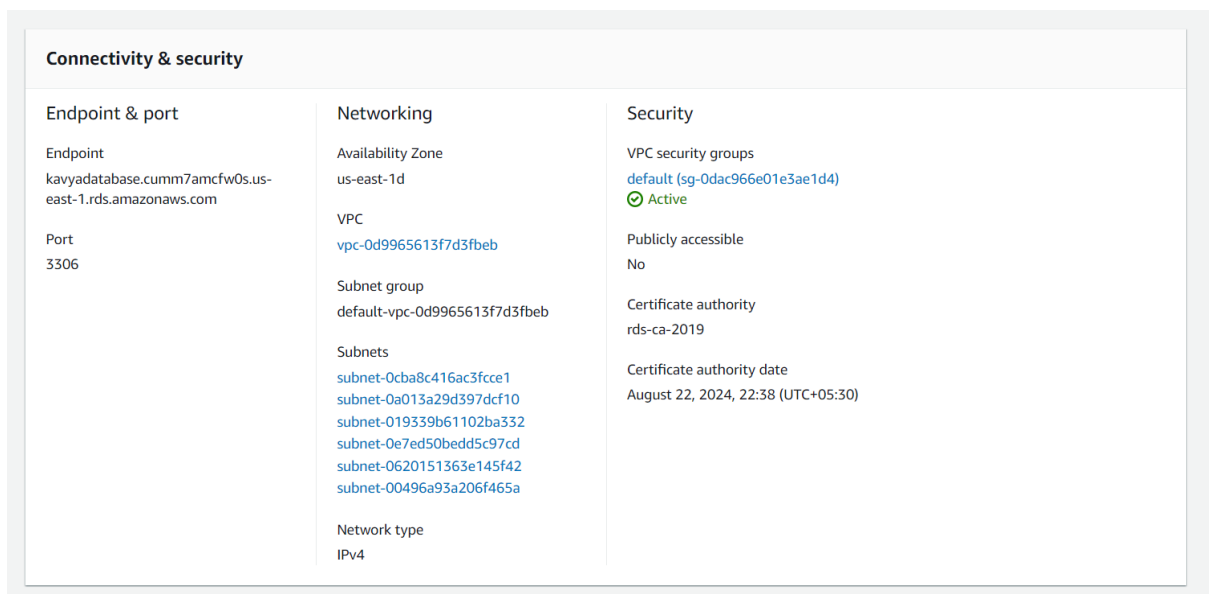 Connectivity & security
Endpoint & port
Endpoint
kavyadatabase.cumm7amcfw0s.us-
east-1.rds.amazonaws.com
Port
3306
Networking
Availability Zone
us-east-1d
VPC
vpc-0d9965613f7d3fbeb
Subnet group
default-vpc-0d9965613f7d3fbeb
Subnets
subnet-0cba8c416ac3fcce1
subnet-0a013a29d397dcf10
subnet-019339b61102ba332
subnet-0e7ed50bedd5c97cd
subnet-0620151363e145f42
subnet-00496a93a206f465a
Network type
IPv4
Security
VPC security groups
default (sg-0dac966e01e3ae1d4)
Active
Publicly accessible
No
Certificate authority
rds-ca-2019
Certificate authority date
August 22, 2024, 22:38 (UTC+05:30)